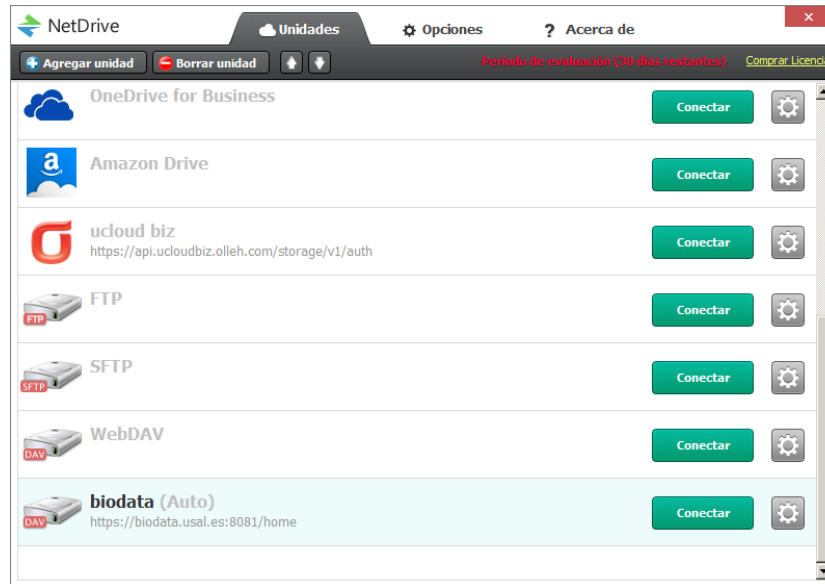 NetDrive
Unidades
Opciones
? Acerca de
Agregar unidad
Borrar unidad
Periodo de evaluación (30 días restantes)
Comprar Licencia
OneDrive for Business
Conectar
a
Amazon Drive
Conectar
ucloud biz
https://api.ucloudbiz.olleh.com/storage/v1/auth
Conectar
FTP
FTP
Conectar
SFTP
SFTP
Conectar
WebDAV
DAV
Conectar
biodata (Auto)
DAV
https://biodata.usal.es:8081/home
Conectar